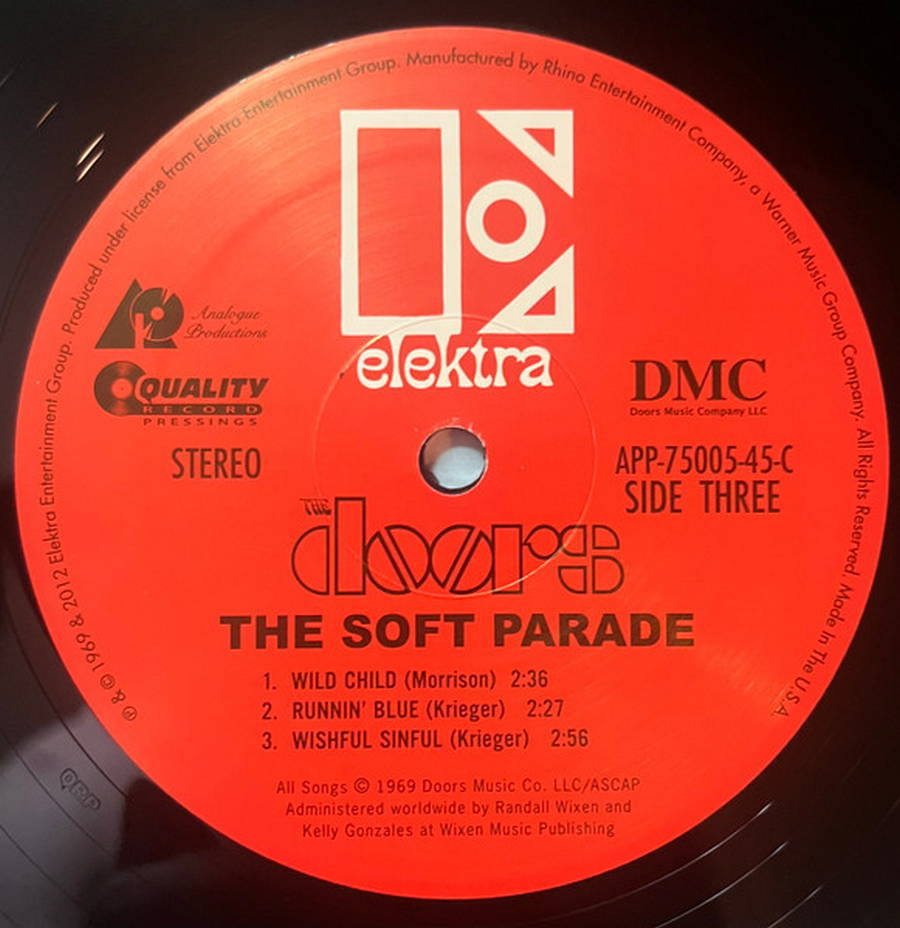 ℗ & © 1969 & 2012 Elektra Entertainment Group. Produced under license from Elektra Entertainment Group. Manufactured by Rhino Entertainment Company, a Warner Music Group Company. All Rights Reserved. Made In The U.S.A.
elektra
Analogue
Productions
QUALITY
RECORD
PRESSINGS
DMC
Doors Music Company LLC
STEREO
APP-75005-45-C
SIDE THREE
THE
doors
THE SOFT PARADE
1. WILD CHILD (Morrison) 2:36
2. RUNNIN' BLUE (Krieger) 2:27
3. WISHFUL SINFUL (Krieger) 2:56
All Songs © 1969 Doors Music Co. LLC/ASCAP
Administered worldwide by Randall Wixen and
Kelly Gonzales at Wixen Music Publishing
QRP